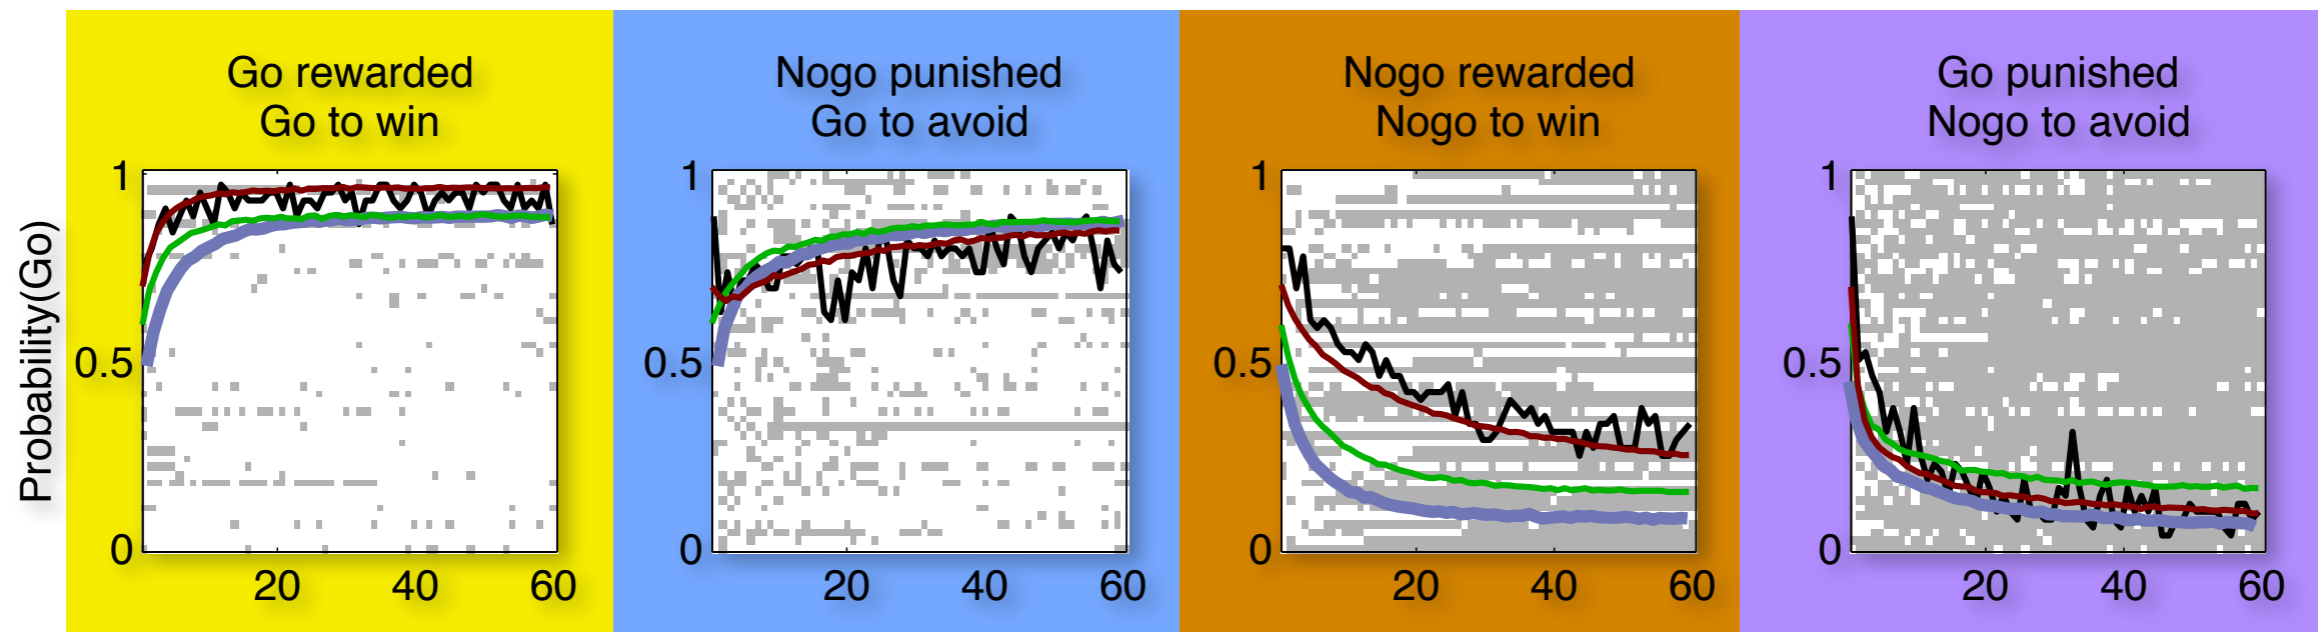 Go rewarded
Go to win
Nogo punished
Go to avoid
Nogo rewarded
Nogo to win
Go punished
Nogo to avoid
Probability(Go)
1
0.5
0
20 40 60
1
0.5
0
20 40 60
1
0.5
0
20 40 60
1
0.5
0
20 40 60